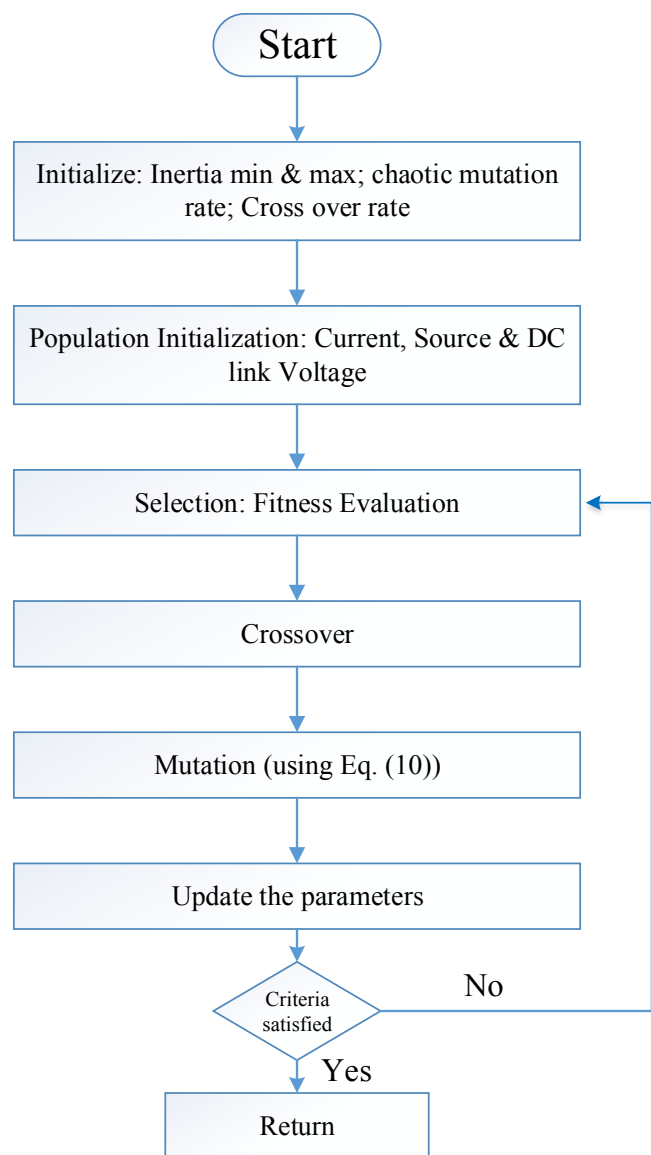 Start
Initialize: Inertia min & max; chaotic mutation
rate; Cross over rate
Population Initialization: Current, Source & DC
link Voltage
Selection: Fitness Evaluation
Crossover
Mutation (using Eq. (10))
Update the parameters
Criteria
satisfied
No
Yes
Return